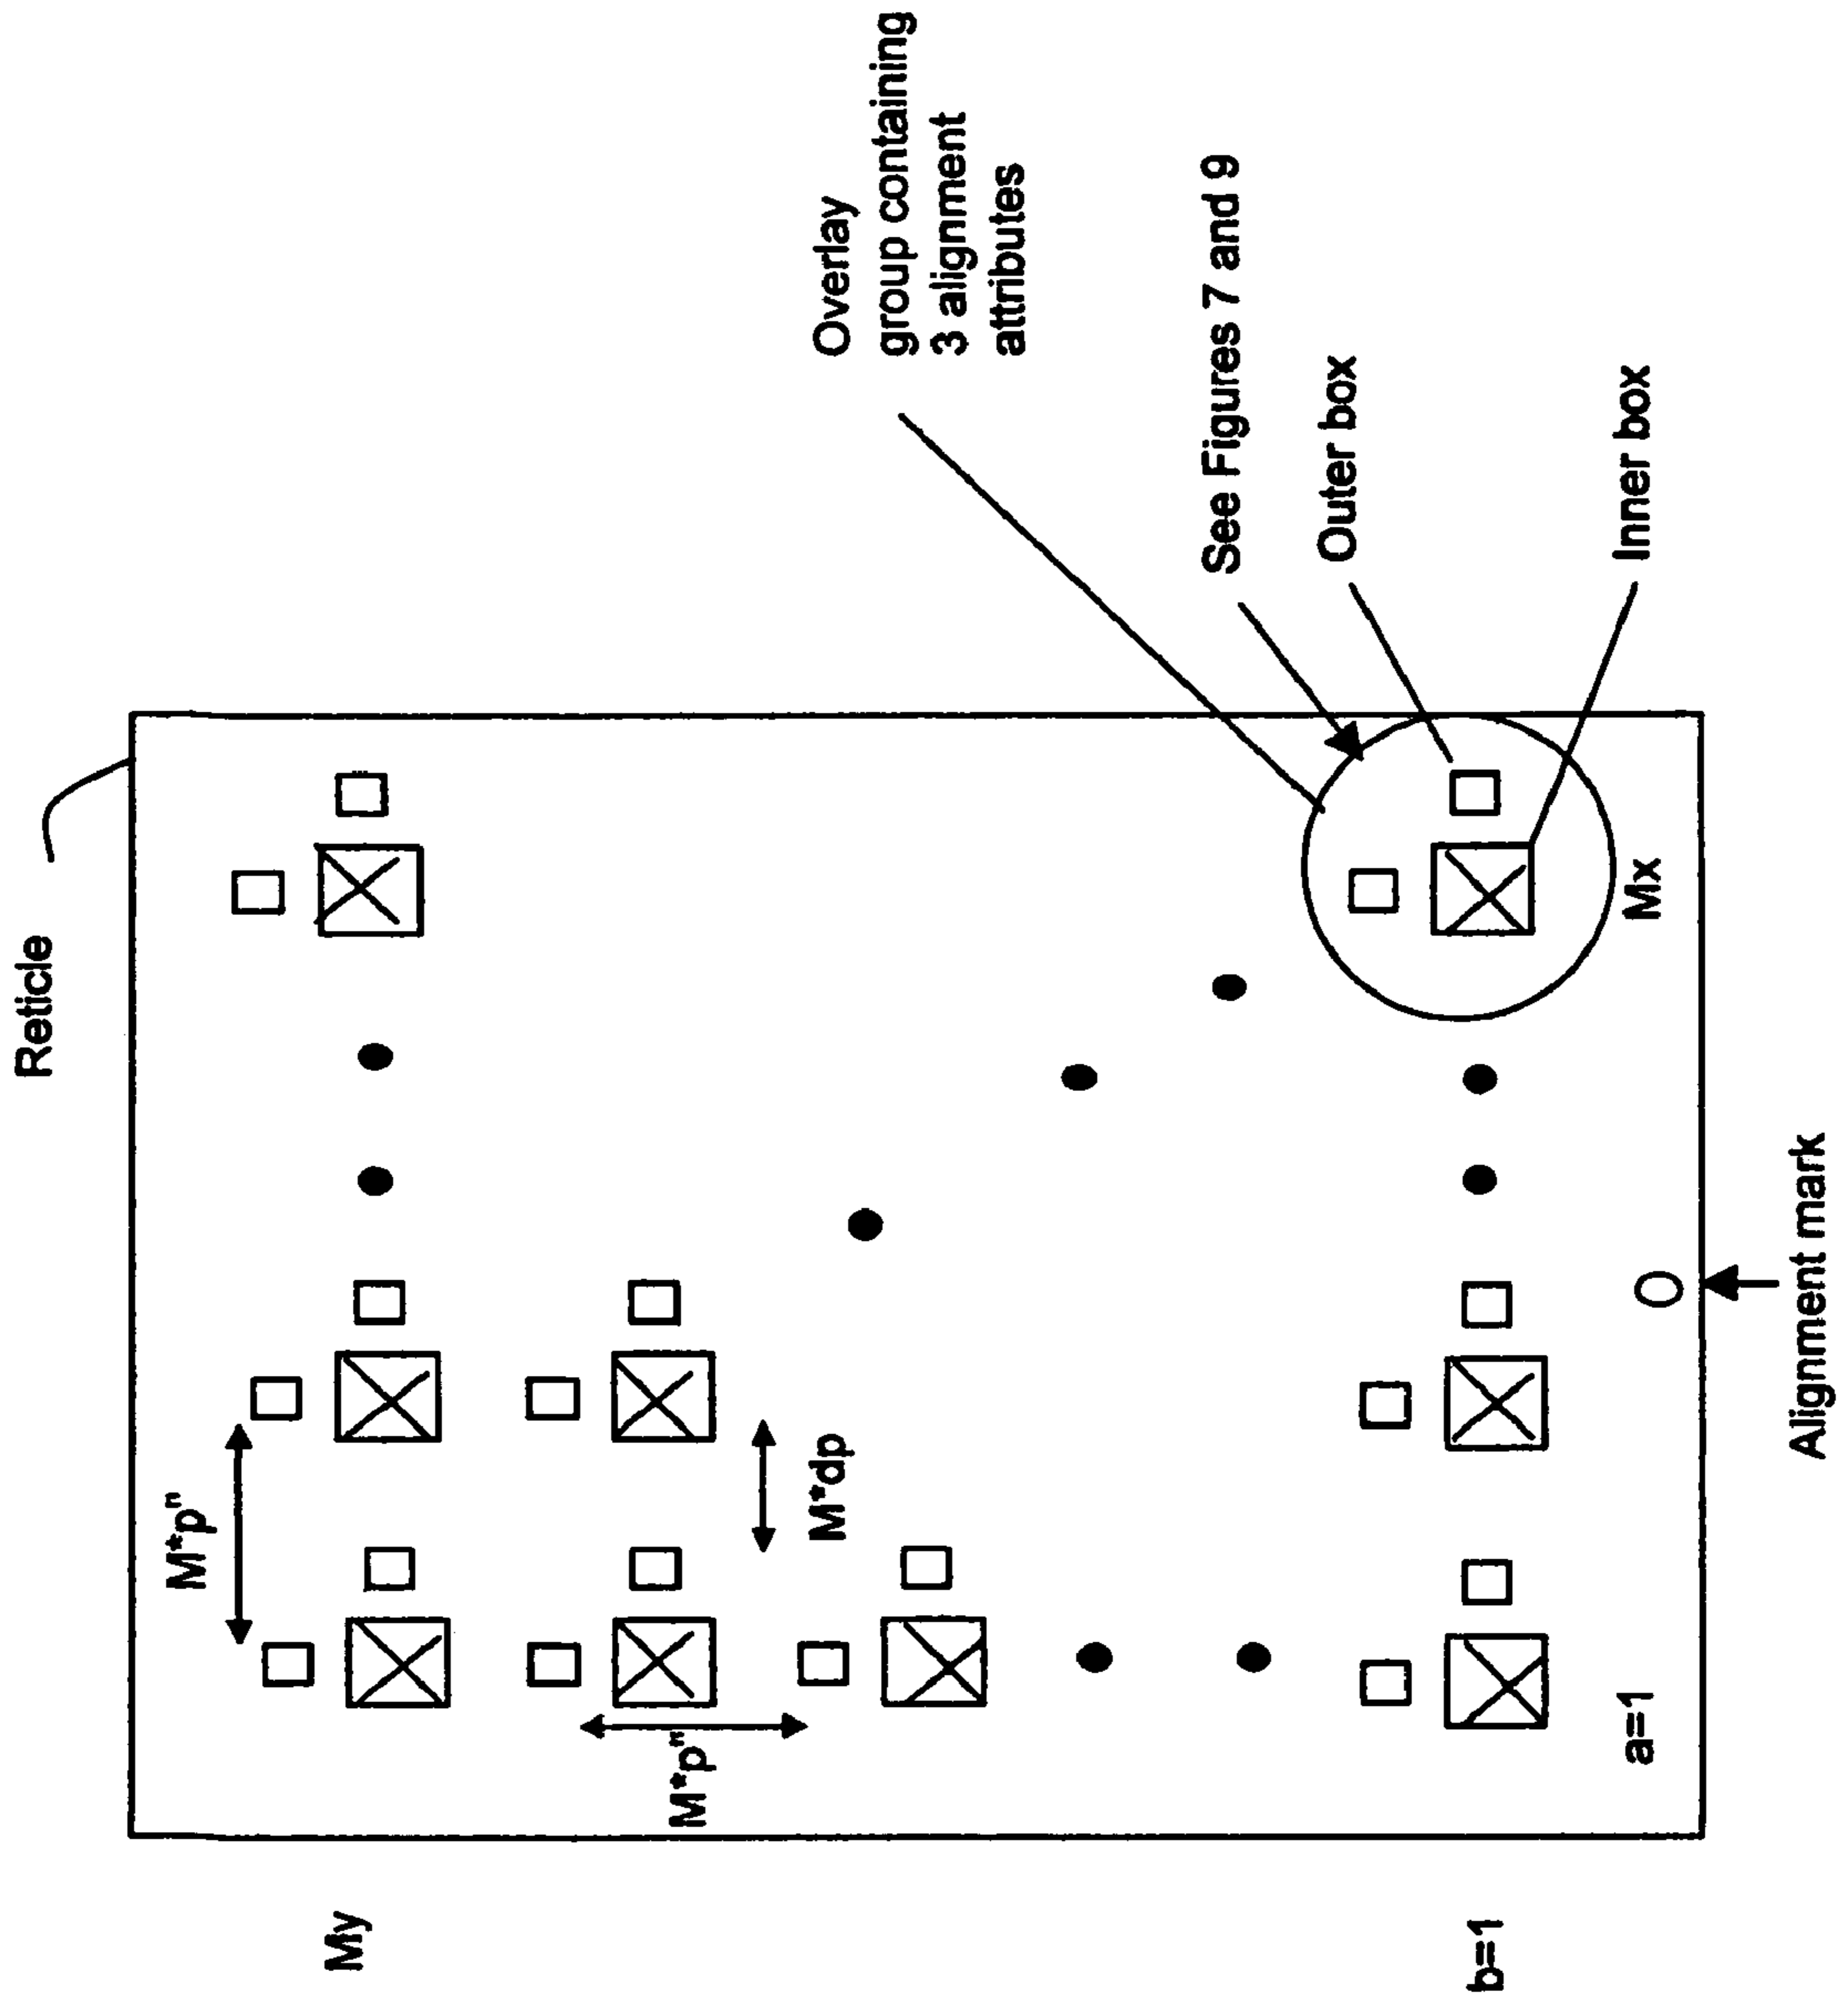 Reticle
My
M*p"
M*p"
M*dp
b=1
a=1
Mx
Alignment mark
Overlay
group containing
3 alignment
attributes
See Figures 7 and 9
Outer box
Inner box